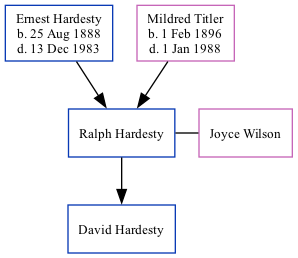 Ernest Hardesty
b. 25 Aug 1888
d. 13 Dec 1983
Mildred Titler
b. 1 Feb 1896
d. 1 Jan 1988
Ralph Hardesty
Joyce Wilson
David Hardesty